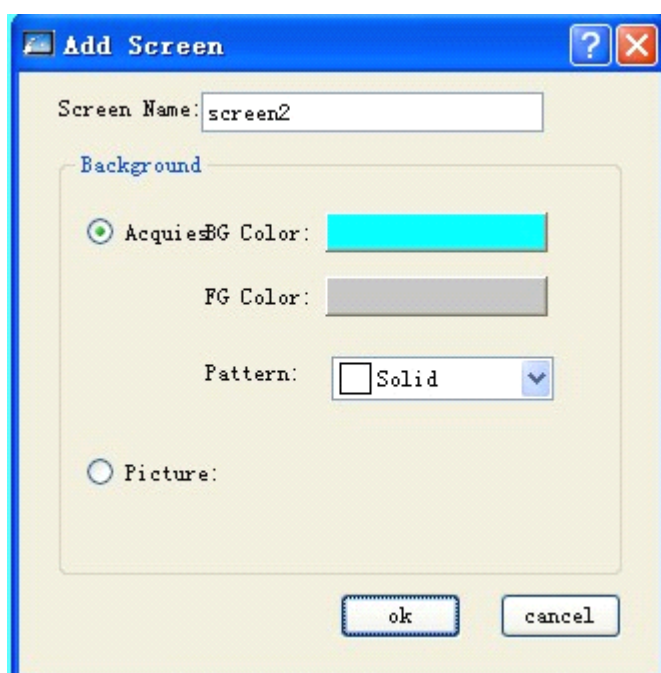 Add Screen
Screen Name: screen2
Background
AcquiesBG Color:
FG Color:
Pattern: Solid
Picture:
ok cancel